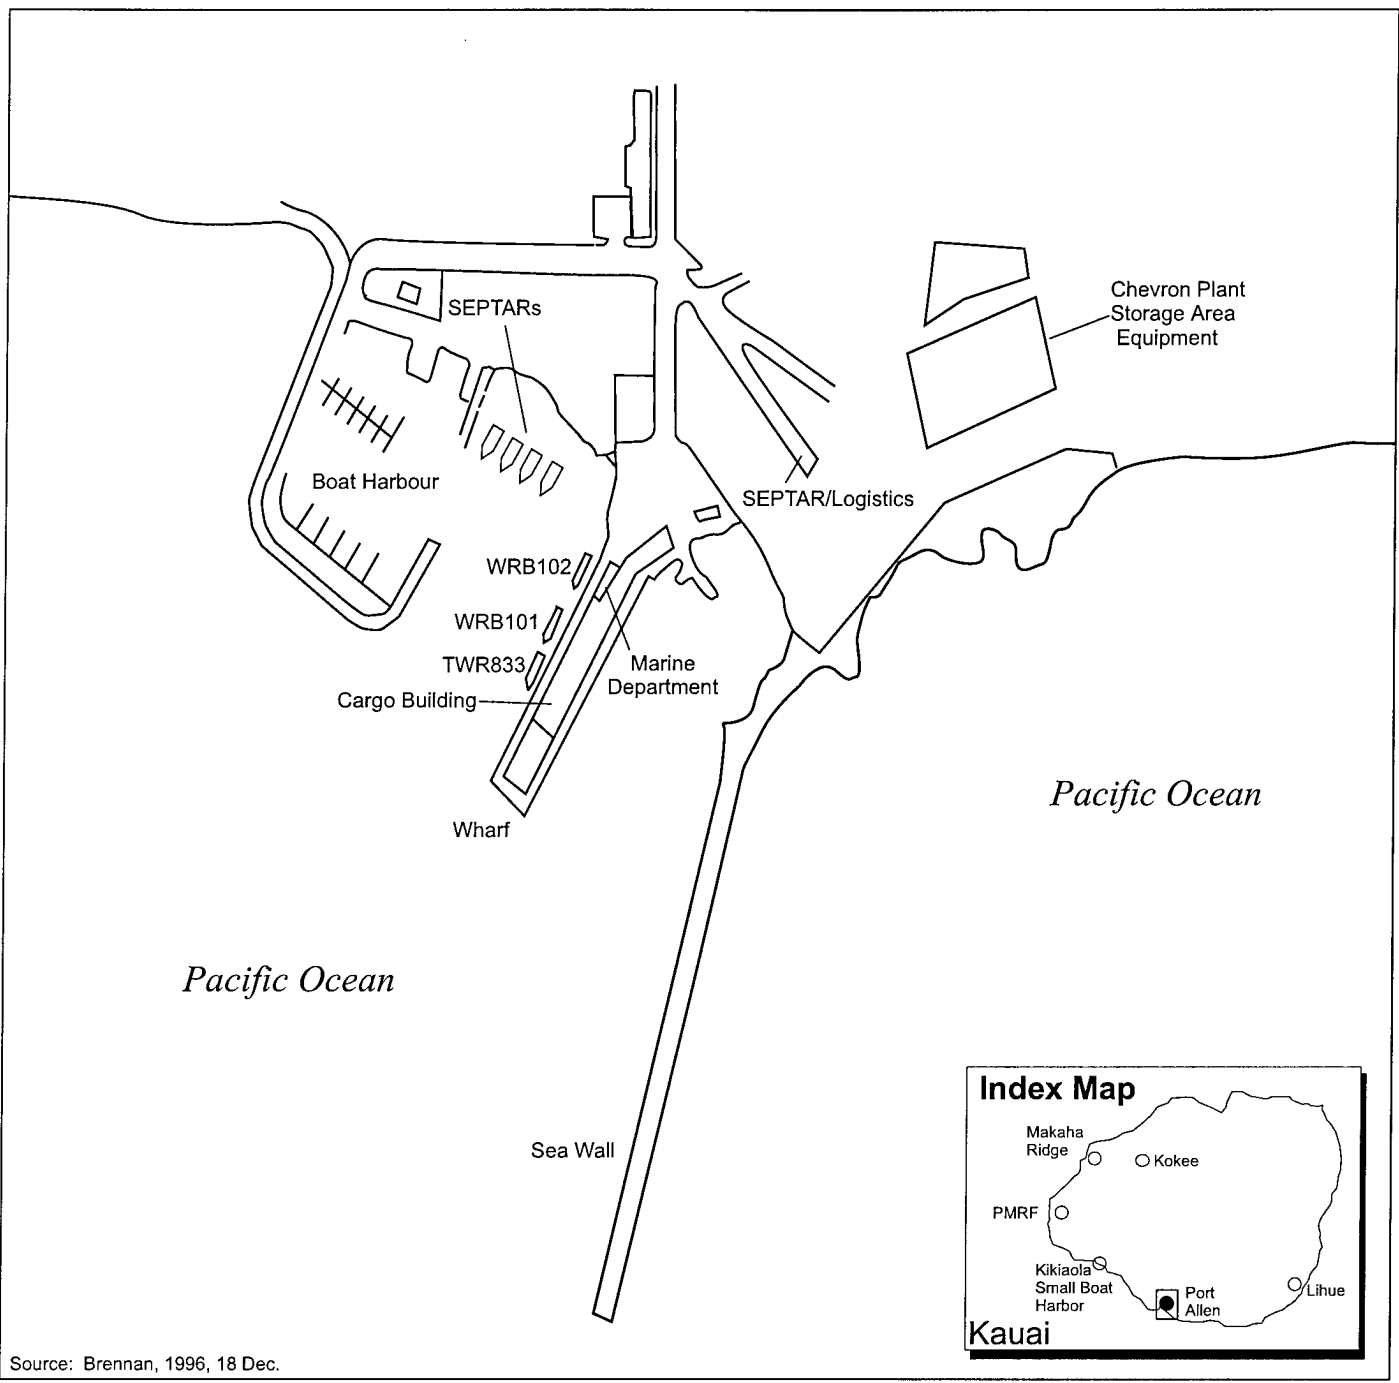 SEPTARs
Chevron Plant
Storage Area
Equipment
Boat Harbour
SEPTAR/Logistics
WRB102
WRB101
TWR833
Marine
Department
Cargo Building
Wharf
Pacific Ocean
Pacific Ocean
Sea Wall
Index Map
Makaha
Ridge
Kokee
PMRF
Kikiaola
Small Boat
Harbor
Port
Allen
Lihue
Kauai
Source: Brennan, 1996, 18 Dec.